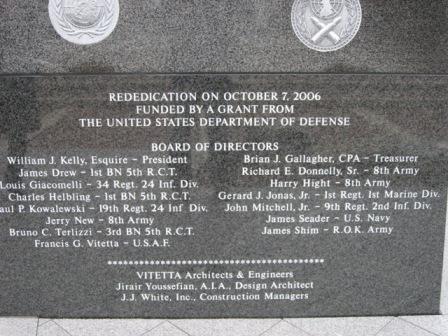 REDEDICATION ON OCTOBER 7, 2006
FUNDED BY A GRANT FROM
THE UNITED STATES DEPARTMENT OF DEFENSE
BOARD OF DIRECTORS
William J. Kelly, Esquire – President
James Drew – 1st BN 5th R.C.T.
Louis Giacomelli – 34 Regt. 24 Inf. Div.
Charles Helbling – 1st BN 5th R.C.T.
aul P. Kowalewski – 19th Regt. 24 Inf. Div.
Jerry New – 8th Army
Bruno C. Terlizzi – 3rd BN 5th R.C.T.
Francis G. Vitetta – U.S.A.F.
Brian J. Gallagher, CPA – Treasurer
Richard E. Donnelly, Sr. – 8th Army
Harry Hight – 8th Army
Gerard J. Jonas, Jr. – 1st Regt. 1st Marine Div.
John Mitchell, Jr. – 9th Regt. 2nd Inf. Div.
James Seader – U.S. Navy
James Shim – R.O.K. Army
VITETTA Architects & Engineers
Jirair Youssefian, A.I.A., Design Architect
J.J. White, Inc., Construction Managers